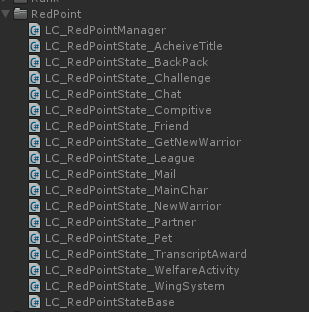 RedPoint
LC_RedPointManager
LC_RedPointState_AcheiveTitle
LC_RedPointState_BackPack
LC_RedPointState_Challenge
LC_RedPointState_Chat
LC_RedPointState_Compitive
LC_RedPointState_Friend
LC_RedPointState_GetNewWarrior
LC_RedPointState_League
LC_RedPointState_Mail
LC_RedPointState_MainChar
LC_RedPointState_NewWarrior
LC_RedPointState_Partner
LC_RedPointState_Pet
LC_RedPointState_TranscriptAward
LC_RedPointState_WelfareActivity
LC_RedPointState_WingSystem
LC_RedPointStateBase